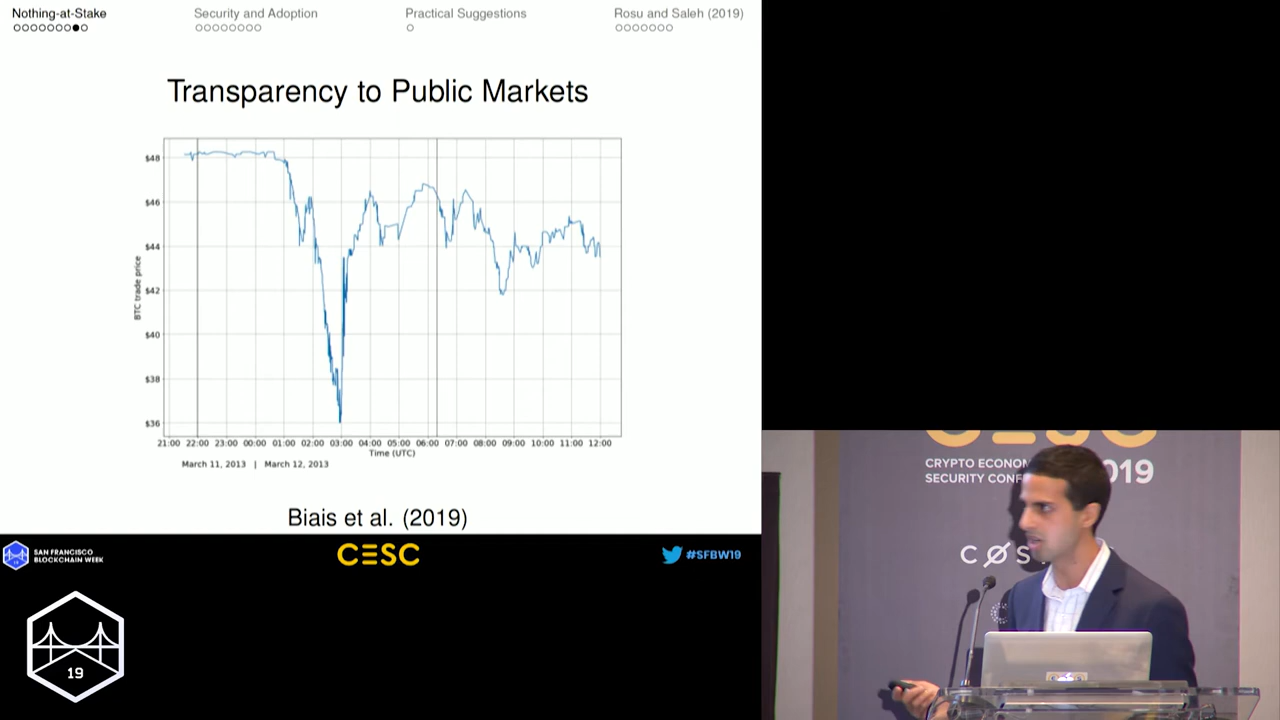 Nothing-at-Stake
Security and Adoption
Practical Suggestions
Rosu and Saleh (2019)
Transparency to Public Markets
$48
$46
$44
$42
$40
$38
$36
BTC trade price
21:00 22:00 23:00 00:00 01:00 02:00 03:00 04:00 05:00 06:00 07:00 08:00 09:00 10:00 11:00 12:00
Time (UTC)
March 11, 2013 | March 12, 2013
Biais et al. (2019)
SAN FRANCISCO
BLOCKCHAIN WEEK
CESC
#SFBW19
19
CRYPTO ECONOM
SECURITY CONF
2019
CØS